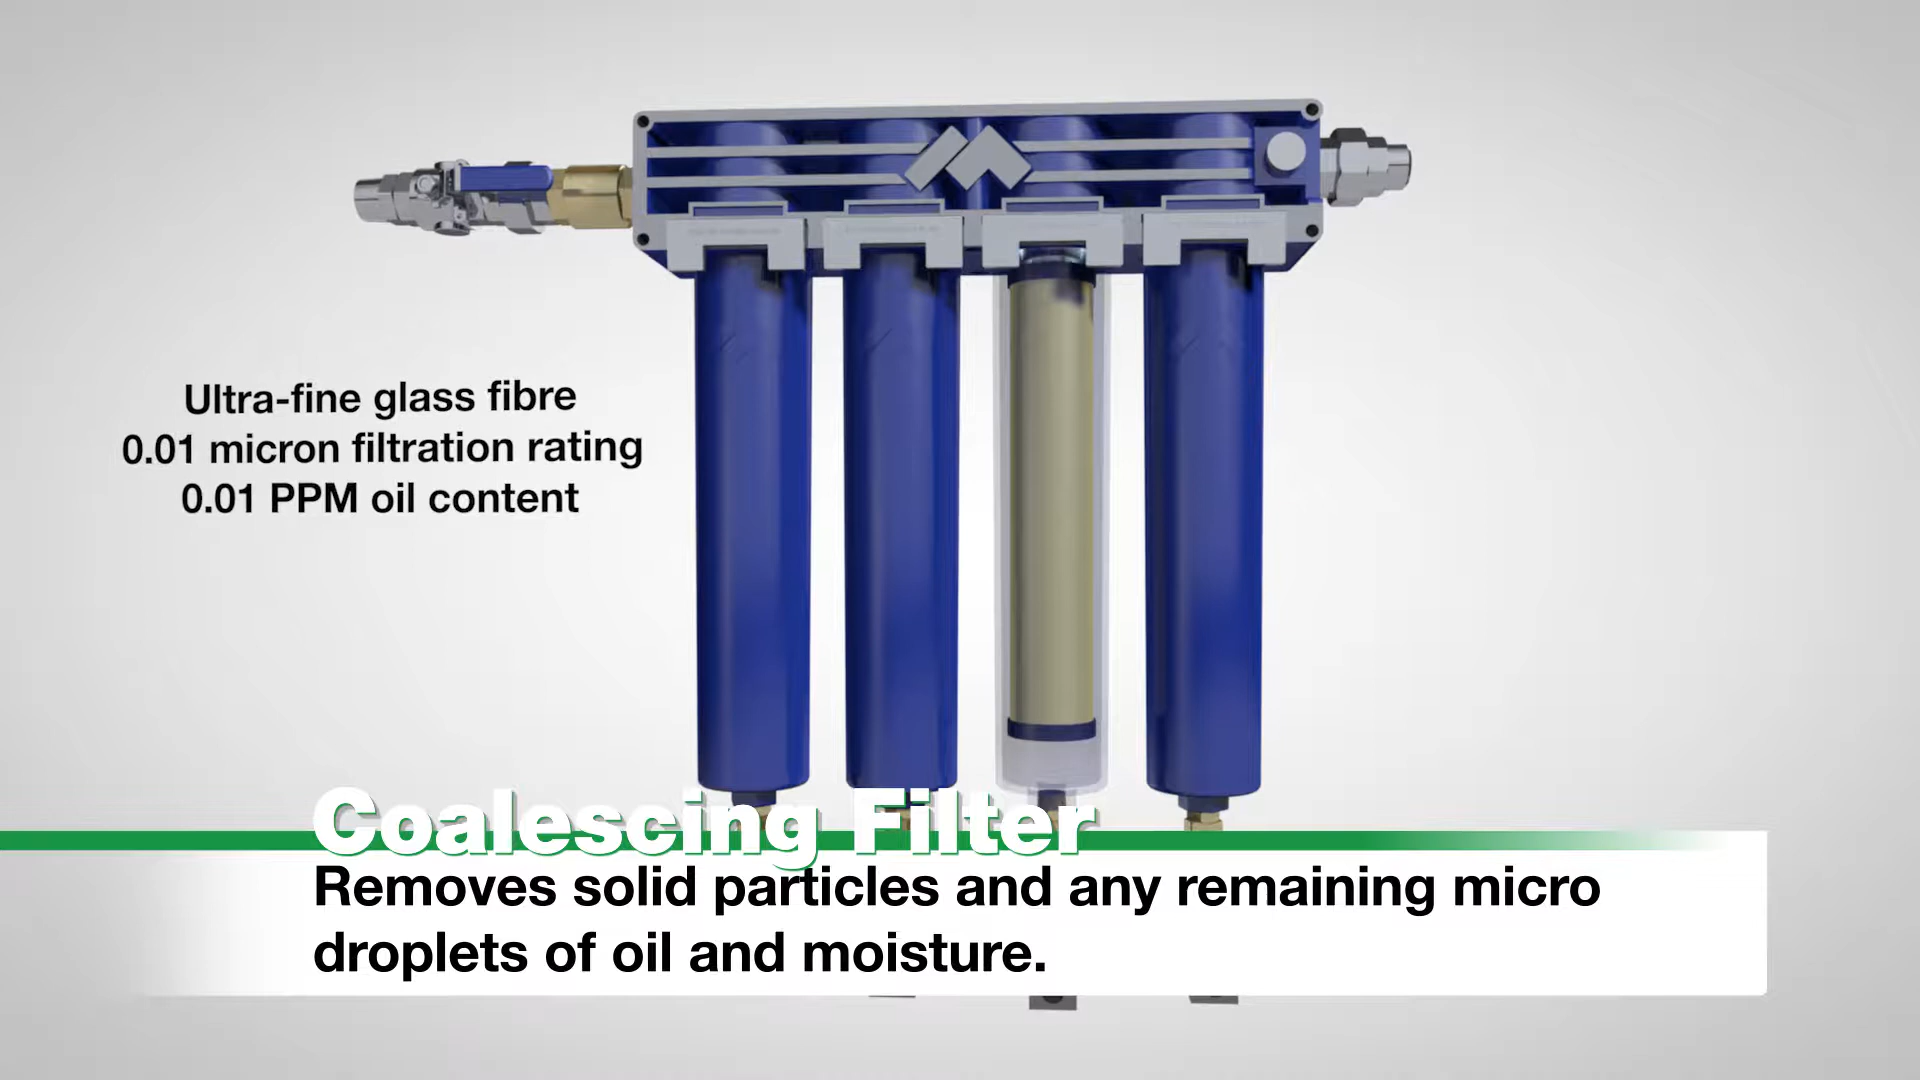 Ultra-fine glass fibre
0.01 micron filtration rating
0.01 PPM oil content
Coalescing Filter
Removes solid particles and any remaining micro
droplets of oil and moisture.